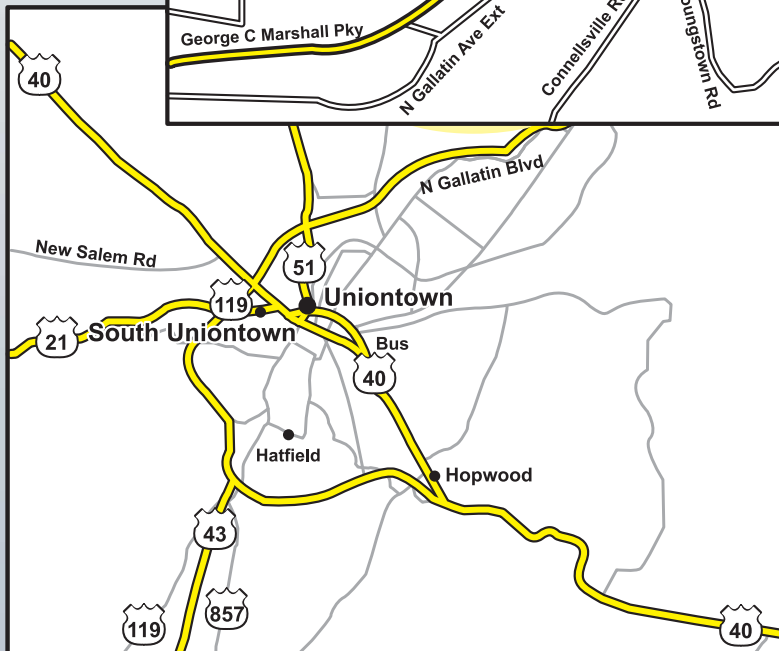 George C Marshall Pky
N Gallatin Ave Ext
Connellsville R
oungstown Rd
40
N Gallatin Blvd
New Salem Rd
51
119
Uniontown
South Uniontown
21
Bus
40
Hatfield
Hopwood
43
119
857
40